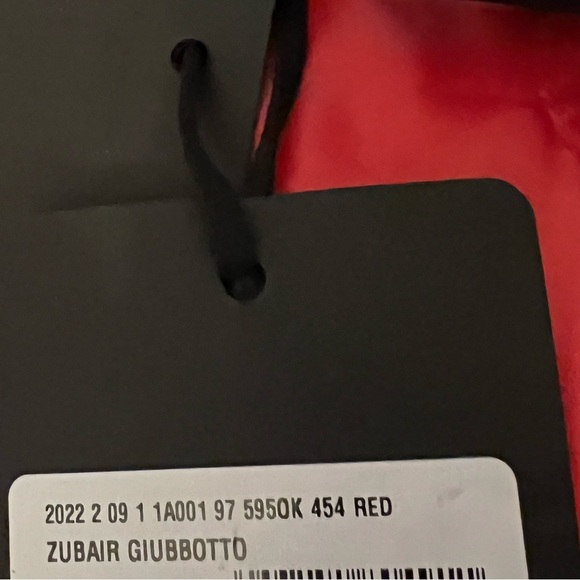 2022 2 09 1 1A001 97 5950K 454 RED
ZUBAIR GIUBBOTTO